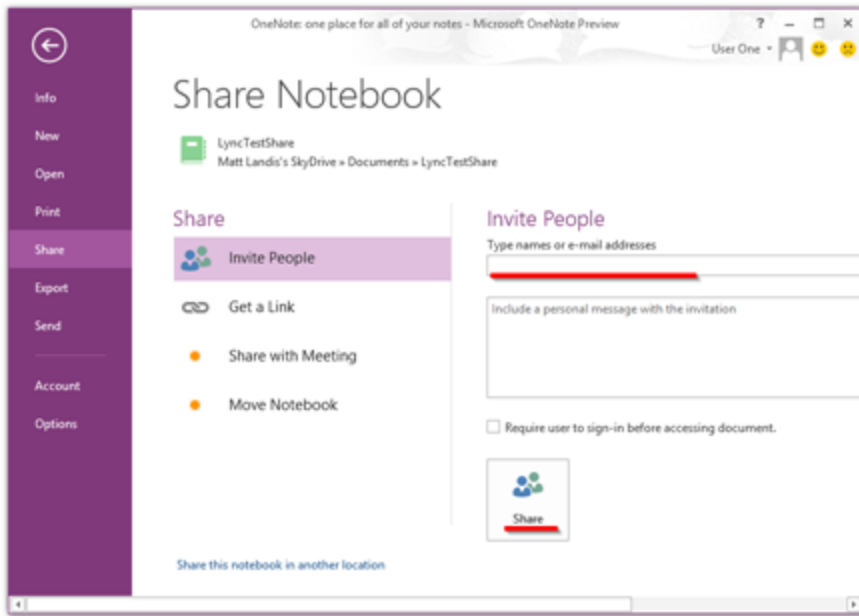 OneNote: one place for all of your notes - Microsoft OneNote Preview
?
User One
Info
New
Open
Print
Share
Export
Send
Account
Options
Share Notebook
LyncTestShare
Matt Landis's SkyDrive » Documents » LyncTestShare
Share
Invite People
Get a Link
Share with Meeting
Move Notebook
Share this notebook in another location
Invite People
Type names or e-mail addresses
Include a personal message with the invitation
Require user to sign-in before accessing document.
Share